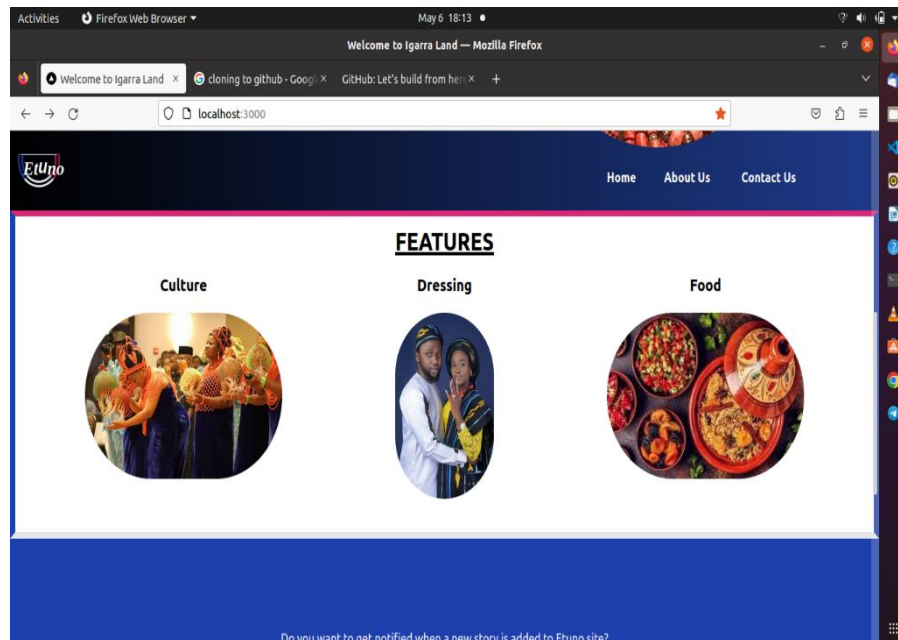 Activities Firefox Web Browser May 6 18:13
Welcome to Igarra Land — Mozilla Firefox
Welcome to Igarra Land × cloning to github - Googl × GitHub: Let's build from her × +
localhost:3000
EtUno
Home About Us Contact Us
FEATURES
Culture Dressing Food
Do you want to get notified when a new story is added to Etuno site?